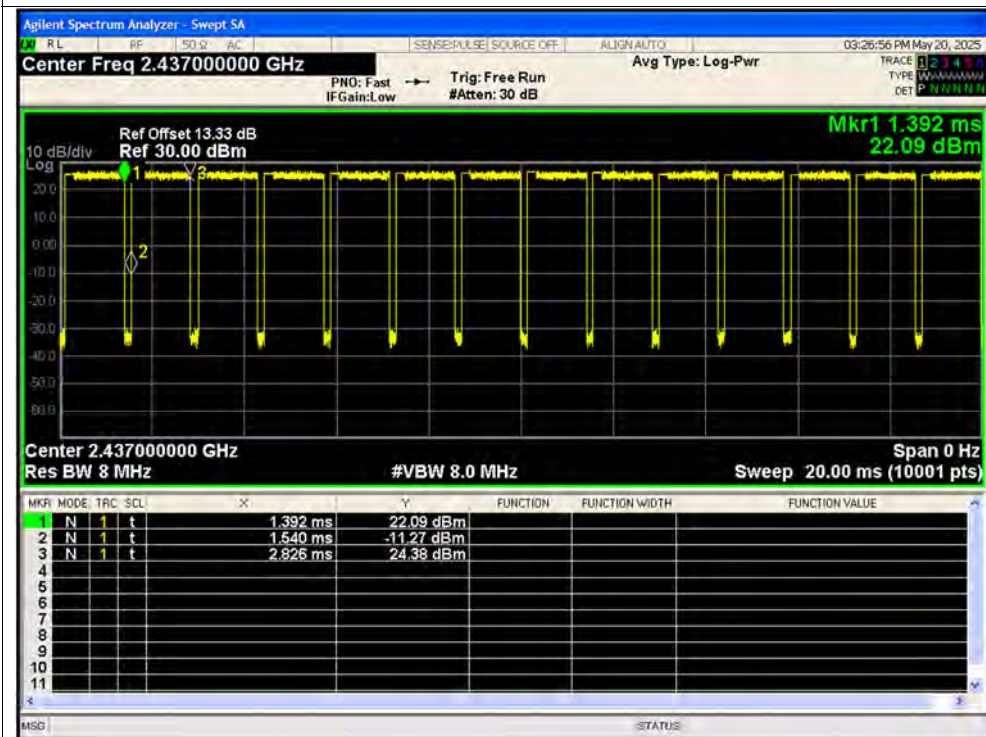 Agilent Spectrum Analyzer - Swept SA
LXI RL RF 50 Ω AC SENSE:PULSE SOURCE OFF ALIGN AUTO 03:26:56 PM May 20, 2025
Center Freq 2.437000000 GHz
PNO: Fast
IFGain:Low
Trig: Free Run
#Atten: 30 dB
Avg Type: Log-Pwr
TRACE 1 2 3 4 5 6
TYPE W
DET P N N N N N
Mkr1 1.392 ms
22.09 dBm
Ref Offset 13.33 dB
10 dB/div Ref 30.00 dBm
Log
1 3
20.0
10.0
0.00
2
-10.0
-20.0
-30.0
-40.0
-50.0
-60.0
Center 2.437000000 GHz Span 0 Hz
Res BW 8 MHz #VBW 8.0 MHz Sweep 20.00 ms (10001 pts)
MKR MODE TRC SCL X Y FUNCTION FUNCTION WIDTH FUNCTION VALUE
1 N 1 t 1.392 ms 22.09 dBm
2 N 1 t 1.540 ms -11.27 dBm
3 N 1 t 2.826 ms 24.38 dBm
4
5
6
7
8
9
10
11
MSG STATUS